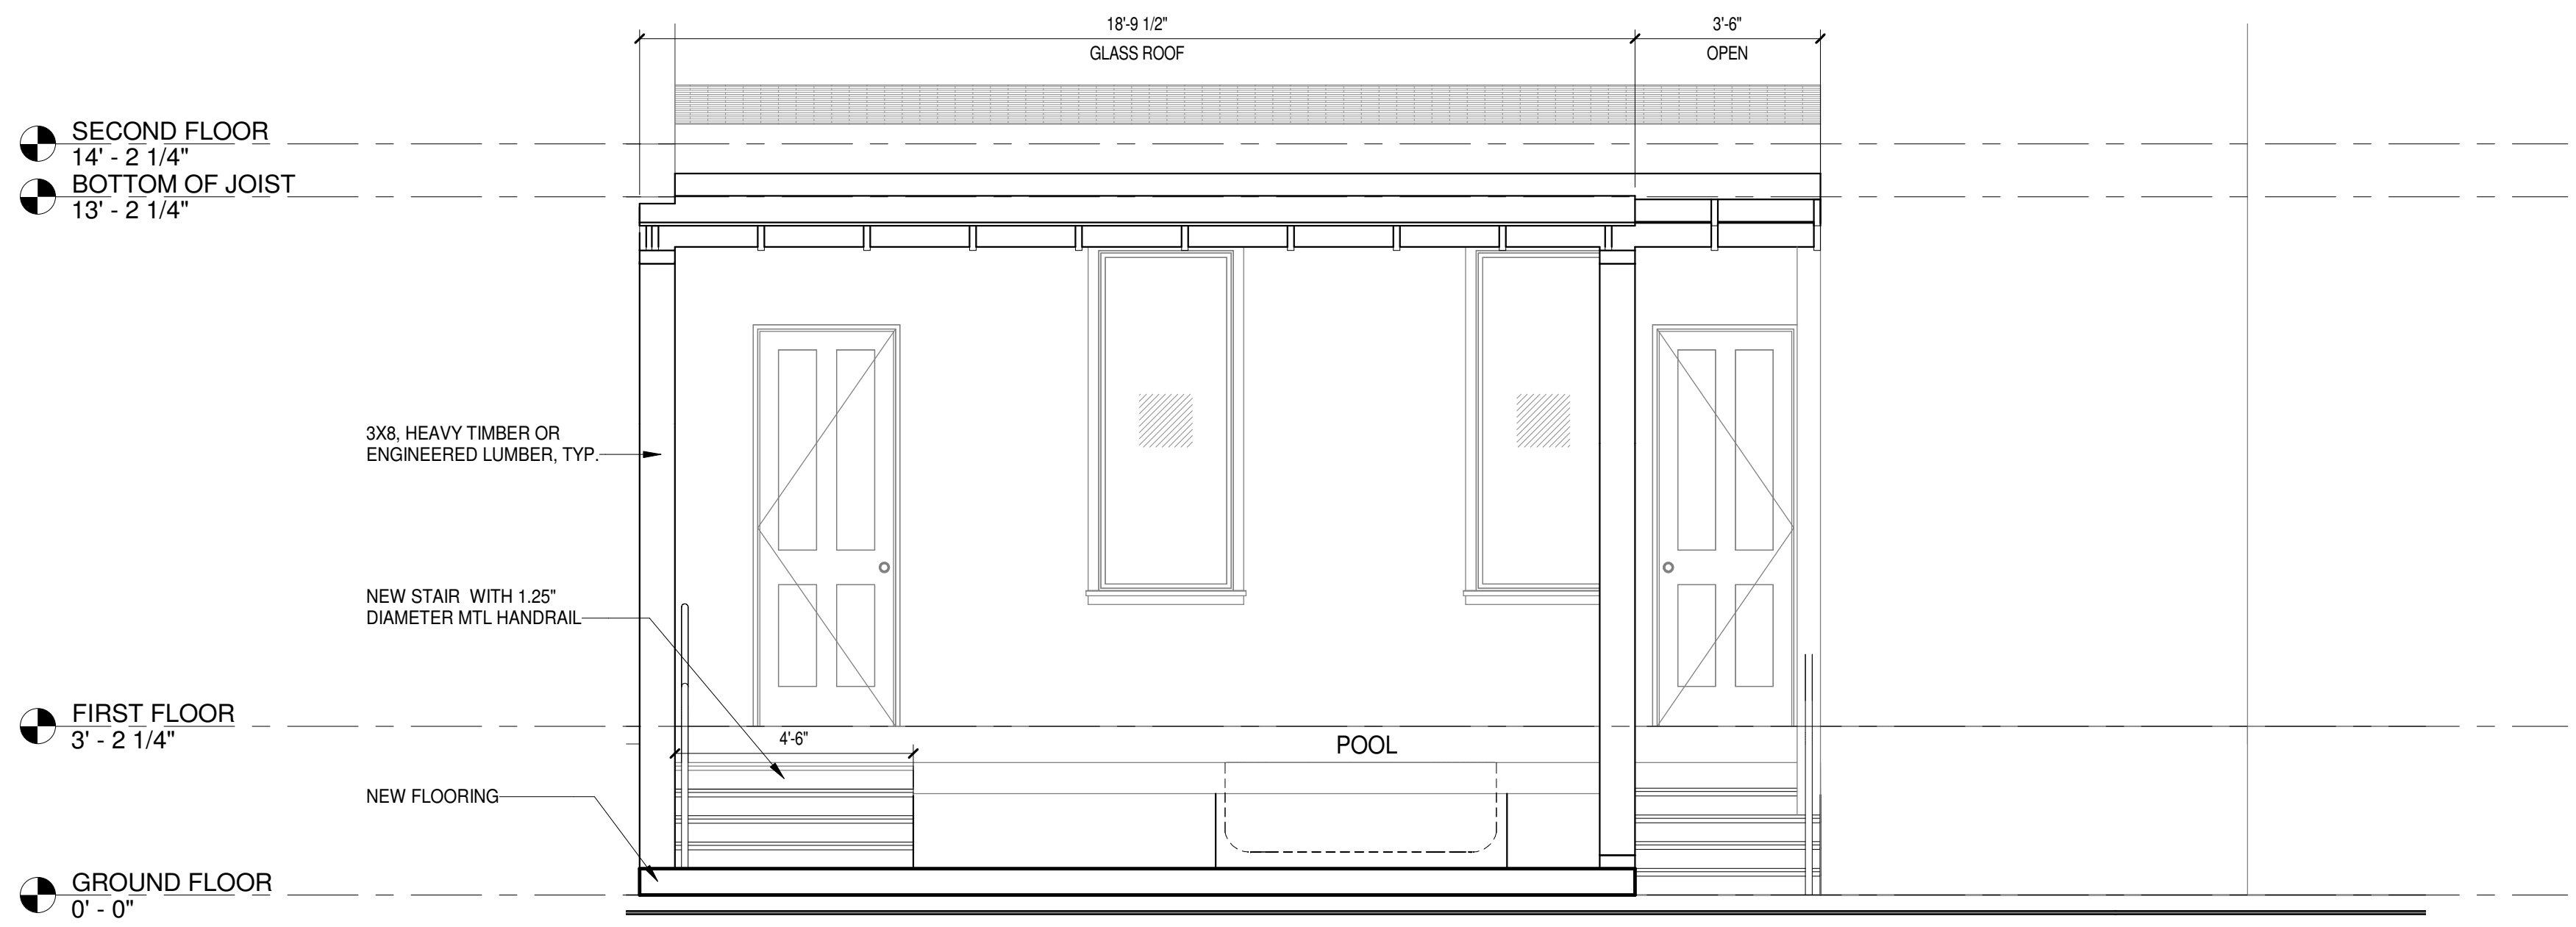 18'-9 1/2"
3'-6"
GLASS ROOF
OPEN
SECOND FLOOR
14' - 2 1/4"
BOTTOM OF JOIST
13' - 2 1/4"
3X8, HEAVY TIMBER OR
ENGINEERED LUMBER, TYP.
NEW STAIR WITH 1.25"
DIAMETER MTL HANDRAIL
FIRST FLOOR
3' - 2 1/4"
4'-6"
POOL
NEW FLOORING
GROUND FLOOR
0' - 0"